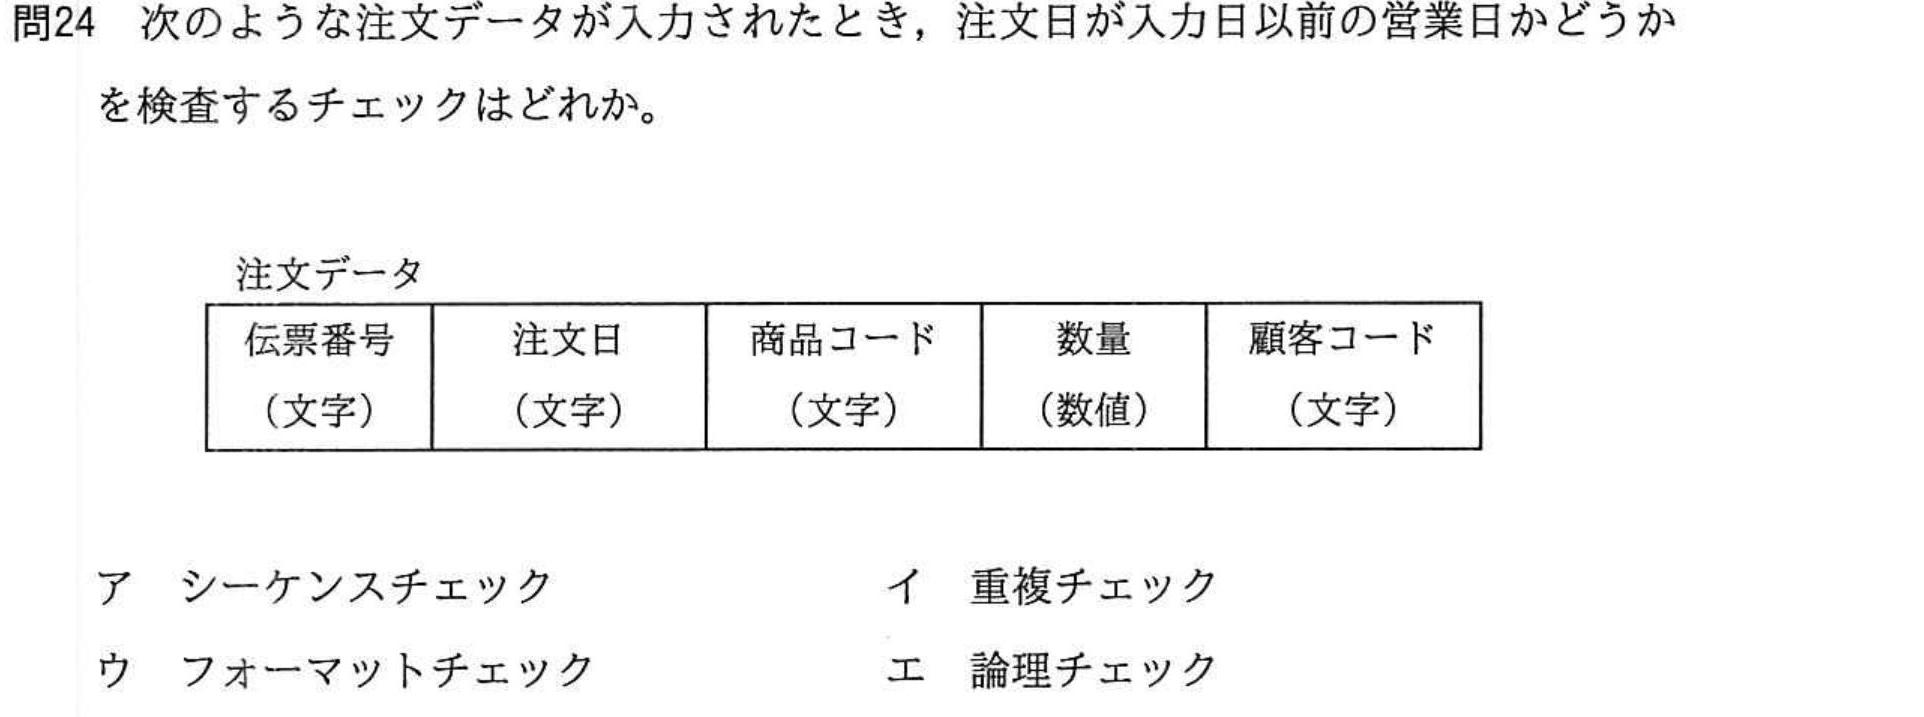 問24　次のような注文データが入力されたとき，注文日が入力日以前の営業日かどうか
を検査するチェックはどれか。
注文データ
伝票番号　注文日　商品コード　数量　顧客コード
（文字）　（文字）　（文字）　（数値）　（文字）
ア　シーケンスチェック　イ　重複チェック
ウ　フォーマットチェック　エ　論理チェック